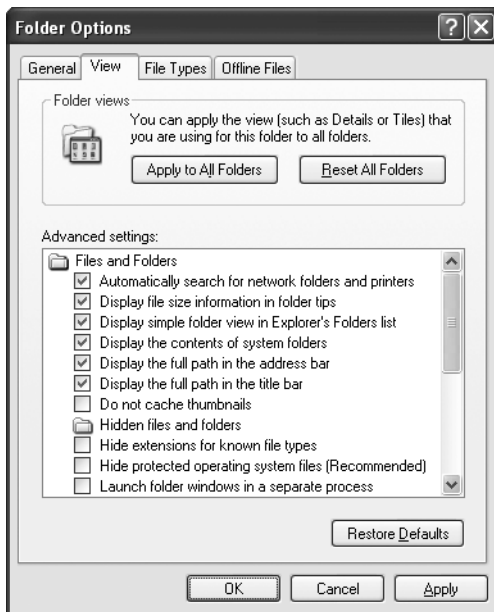 Folder Options
General View File Types Offline Files
Folder views
You can apply the view (such as Details or Tiles) that
you are using for this folder to all folders.
Apply to All Folders Reset All Folders
Advanced settings:
Files and Folders
Automatically search for network folders and printers
Display file size information in folder tips
Display simple folder view in Explorer's Folders list
Display the contents of system folders
Display the full path in the address bar
Display the full path in the title bar
Do not cache thumbnails
Hidden files and folders
Hide extensions for known file types
Hide protected operating system files (Recommended)
Launch folder windows in a separate process
Restore Defaults
OK Cancel Apply